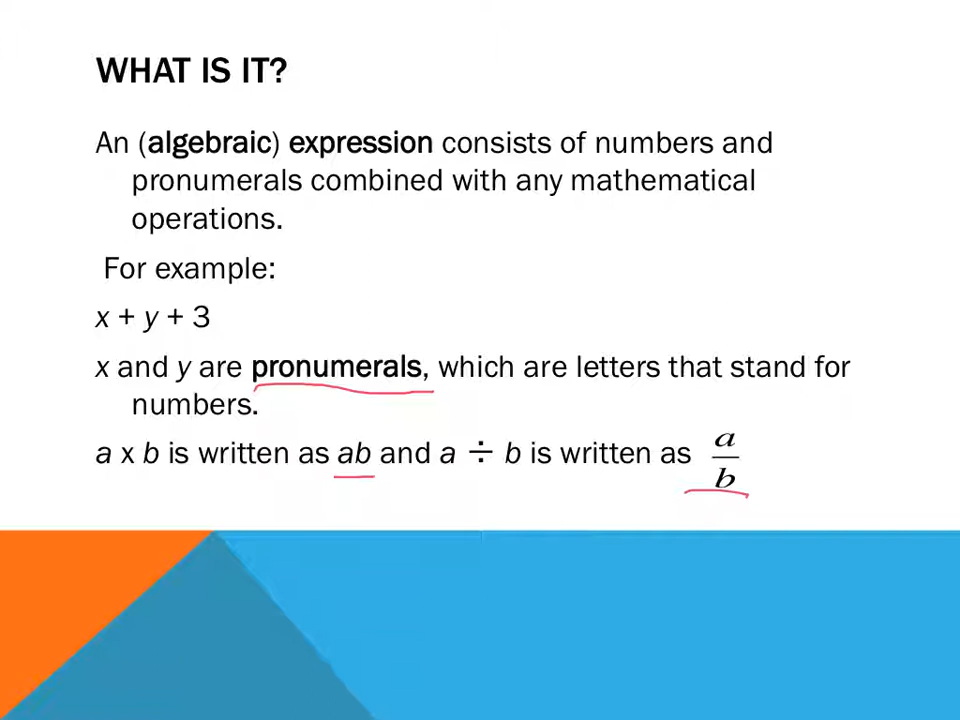 WHAT IS IT?
An (algebraic) expression consists of numbers and
pronumerals combined with any mathematical
operations.
For example:
x + y + 3
x and y are pronumerals, which are letters that stand for
numbers.
a x b is written as ab and a ÷ b is written as a/b